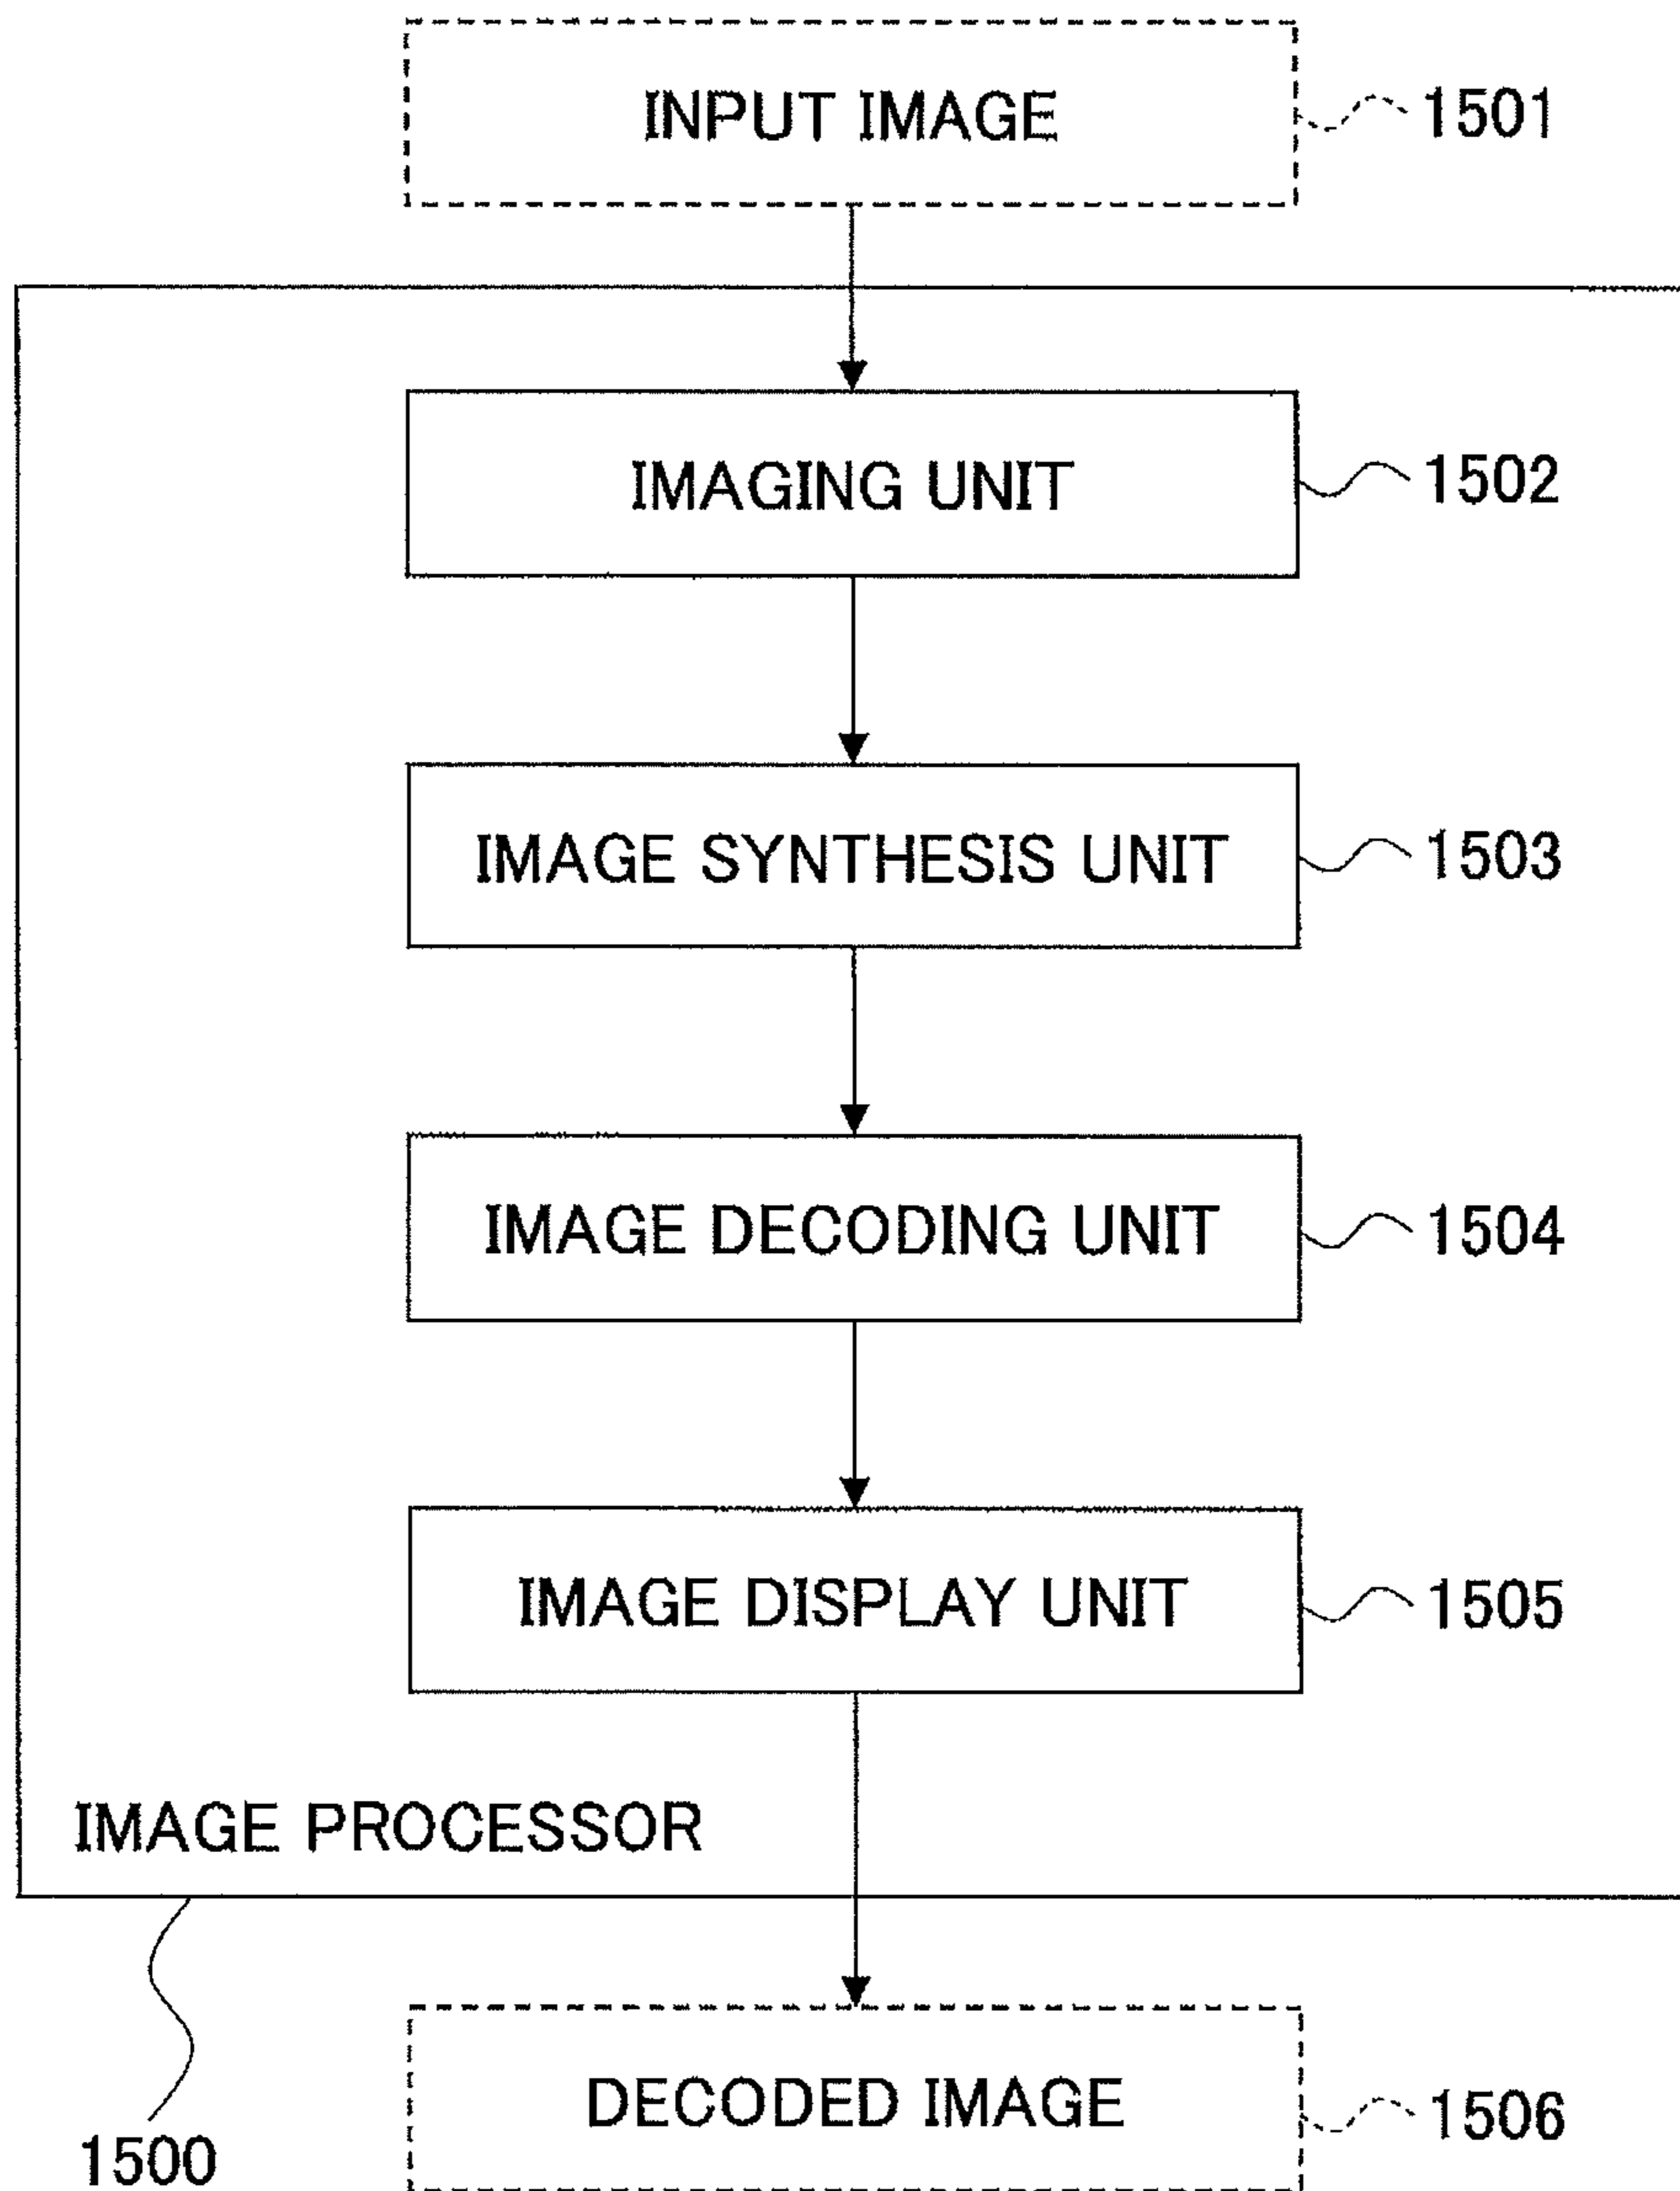 INPUT IMAGE
1501
IMAGING UNIT
1502
IMAGE SYNTHESIS UNIT
1503
IMAGE DECODING UNIT
1504
IMAGE DISPLAY UNIT
1505
IMAGE PROCESSOR
1500
DECODED IMAGE
1506